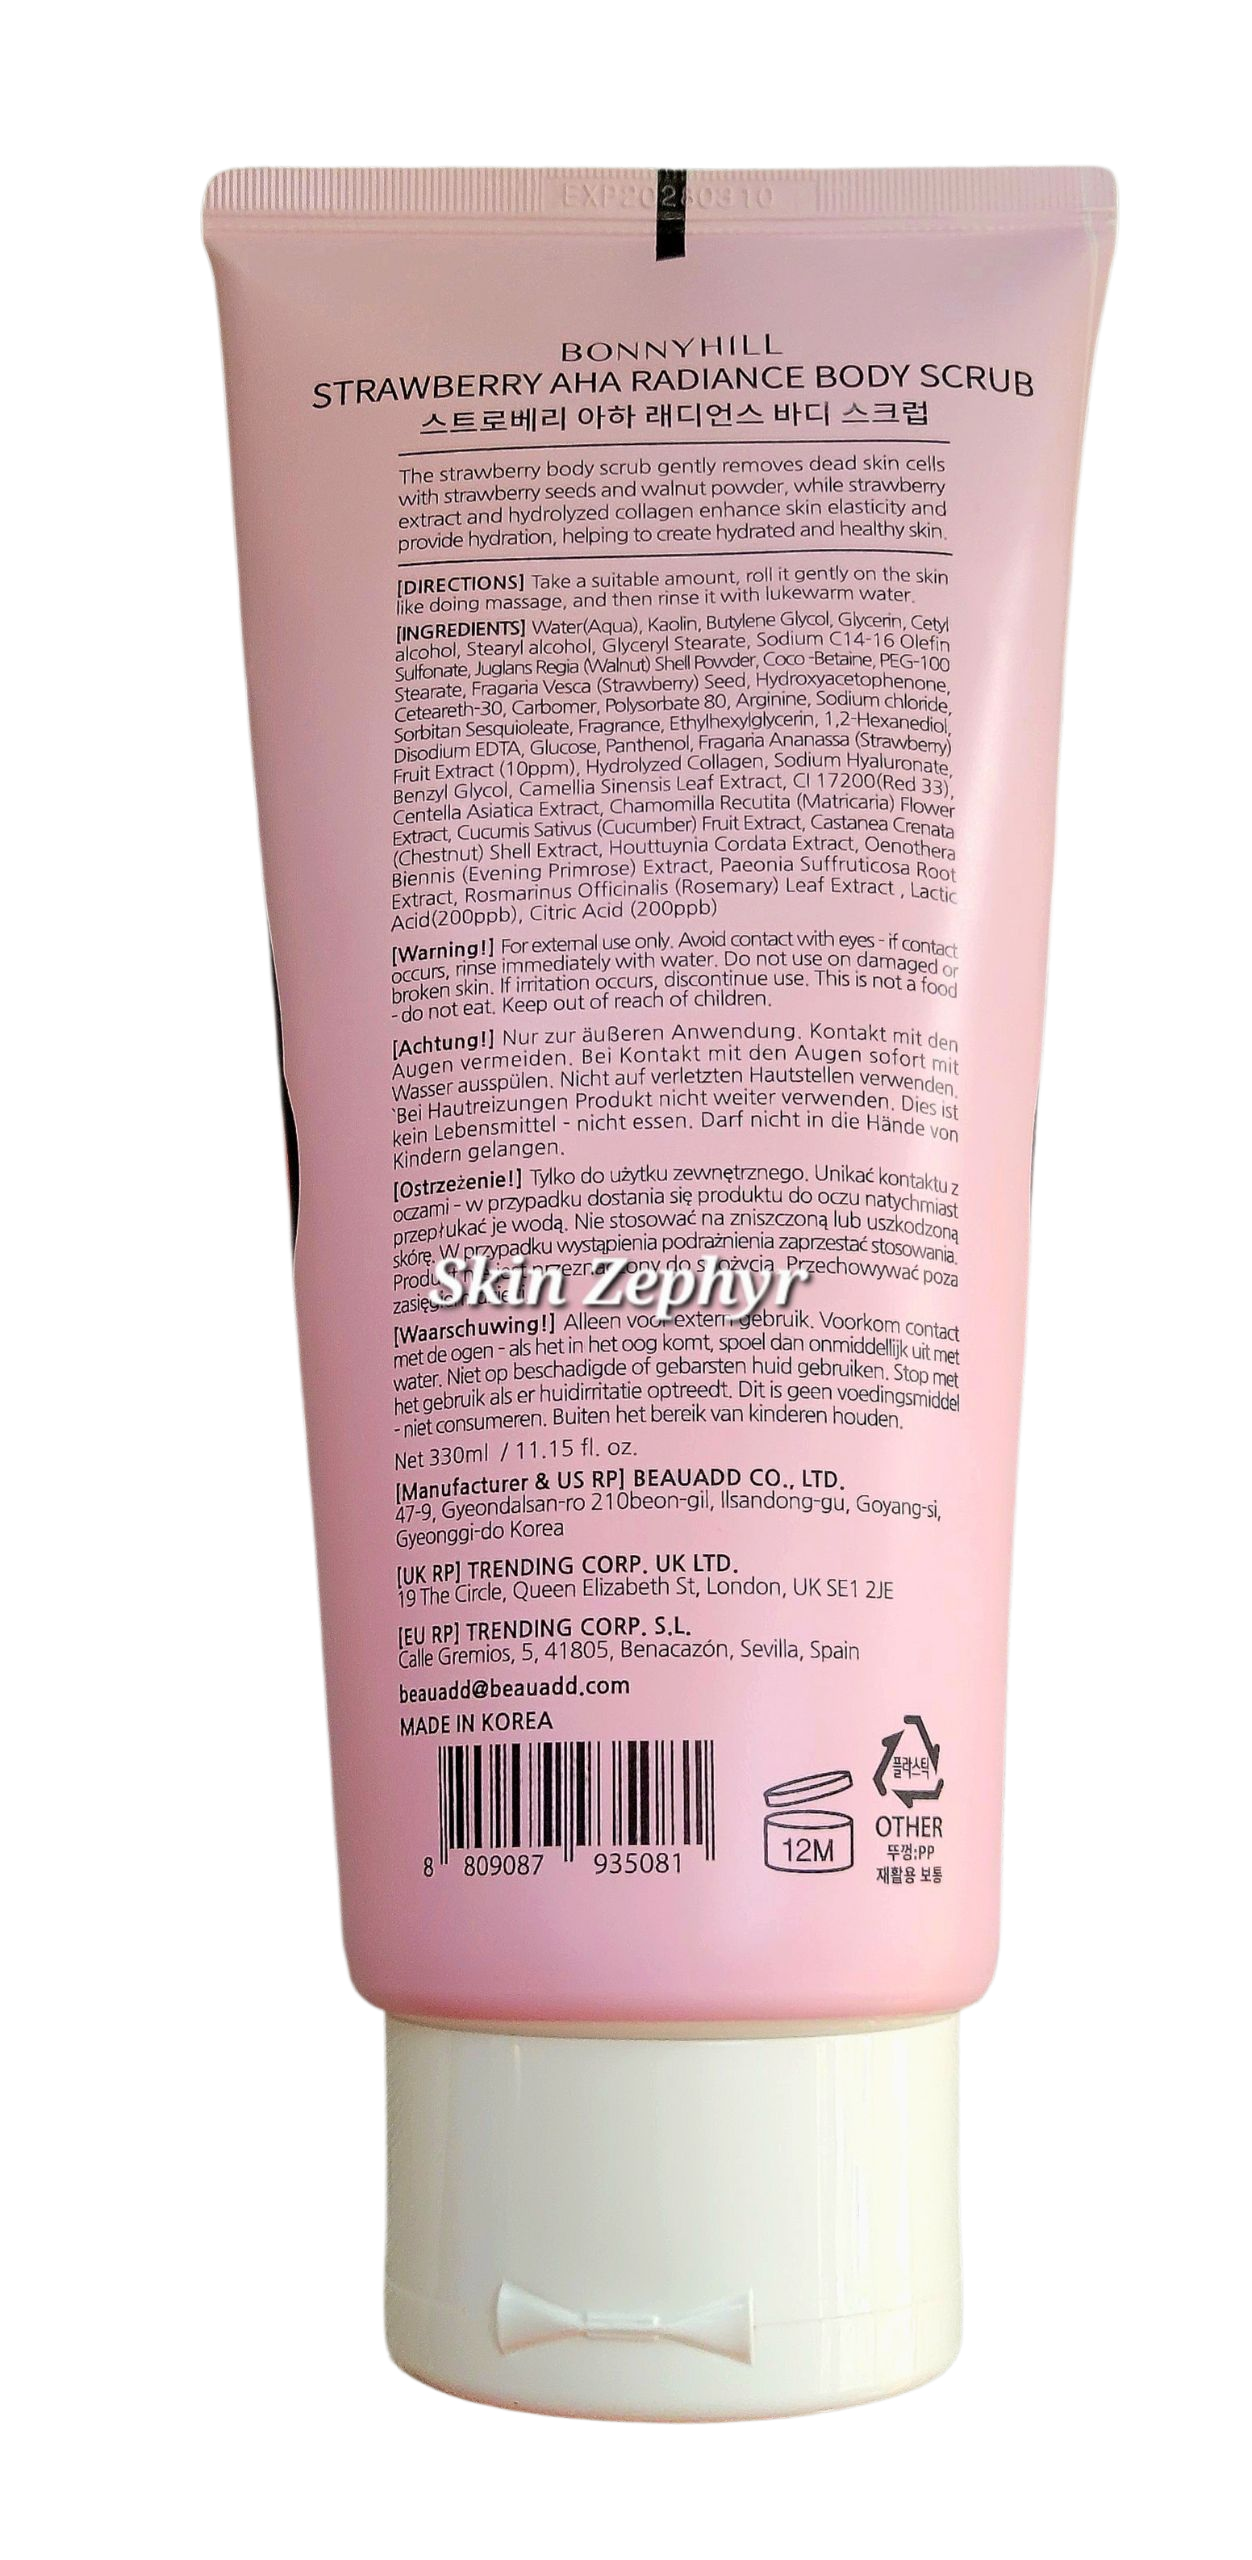 EXP20280310
BONNYHILL
STRAWBERRY AHA RADIANCE BODY SCRUB
스트로베리 아하 래디언스 바디 스크럽
The strawberry body scrub gently removes dead skin cells
with strawberry seeds and walnut powder, while strawberry
extract and hydrolyzed collagen enhance skin elasticity and
provide hydration, helping to create hydrated and healthy skin.
[DIRECTIONS] Take a suitable amount, roll it gently on the skin
like doing massage, and then rinse it with lukewarm water.
[INGREDIENTS] Water(Aqua), Kaolin, Butylene Glycol, Glycerin, Cetyl
alcohol, Stearyl alcohol, Glyceryl Stearate, Sodium C14-16 Olefin
Sulfonate, Juglans Regia (Walnut) Shell Powder, Coco -Betaine, PEG-100
Stearate, Fragaria Vesca (Strawberry) Seed, Hydroxyacetophenone,
Ceteareth-30, Carbomer, Polysorbate 80, Arginine, Sodium chloride,
Sorbitan Sesquioleate, Fragrance, Ethylhexylglycerin, 1,2-Hexanediol,
Disodium EDTA, Glucose, Panthenol, Fragaria Ananassa (Strawberry)
Fruit Extract (10ppm), Hydrolyzed Collagen, Sodium Hyaluronate,
Benzyl Glycol, Camellia Sinensis Leaf Extract, CI 17200(Red 33),
Centella Asiatica Extract, Chamomilla Recutita (Matricaria) Flower
Extract, Cucumis Sativus (Cucumber) Fruit Extract, Castanea Crenata
(Chestnut) Shell Extract, Houttuynia Cordata Extract, Oenothera
Biennis (Evening Primrose) Extract, Paeonia Suffruticosa Root
Extract, Rosmarinus Officinalis (Rosemary) Leaf Extract , Lactic
Acid(200ppb), Citric Acid (200ppb)
[Warning!] For external use only. Avoid contact with eyes - if contact
occurs, rinse immediately with water. Do not use on damaged or
broken skin. If irritation occurs, discontinue use. This is not a food
- do not eat. Keep out of reach of children.
[Achtung!] Nur zur äußeren Anwendung. Kontakt mit den
Augen vermeiden. Bei Kontakt mit den Augen sofort mit
Wasser ausspülen. Nicht auf verletzten Hautstellen verwenden.
`Bei Hautreizungen Produkt nicht weiter verwenden. Dies ist
kein Lebensmittel - nicht essen. Darf nicht in die Hände von
Kindern gelangen.
[Ostrzeżenie!] Tylko do użytku zewnętrznego. Unikać kontaktu z
oczami - w przypadku dostania się produktu do oczu natychmiast
przepłukać je wodą. Nie stosować na zniszczoną lub uszkodzoną
skórę. W przypadku wystąpienia podrażnienia zaprzestać stosowania.
do Przechowywać poza
Skin Zephyr
[Waarschuwing!] Alleen voor extern gebruik. Voorkom contact
met de ogen - als het in het oog komt, spoel dan onmiddellijk uit met
water. Niet op beschadigde of gebarsten huid gebruiken. Stop met
het gebruik als er huidirritatie optreedt. Dit is geen voedingsmiddel
- niet consumeren. Buiten het bereik van kinderen houden.
Net 330ml / 11.15 fl. oz.
[Manufacturer & US RP] BEAUADD CO., LTD.
47-9, Gyeondalsan-ro 210beon-gil, Ilsandong-gu, Goyang-si,
Gyeonggi-do Korea
[UK RP] TRENDING CORP. UK LTD.
19 The Circle, Queen Elizabeth St, London, UK SE1 2JE
[EU RP] TRENDING CORP. S.L.
Calle Gremios, 5, 41805, Benacazón, Sevilla, Spain
beauadd@beauadd.com
MADE IN KOREA
8 809087 935081
12M
플라스틱
OTHER
뚜껑:PP
재활용 보통